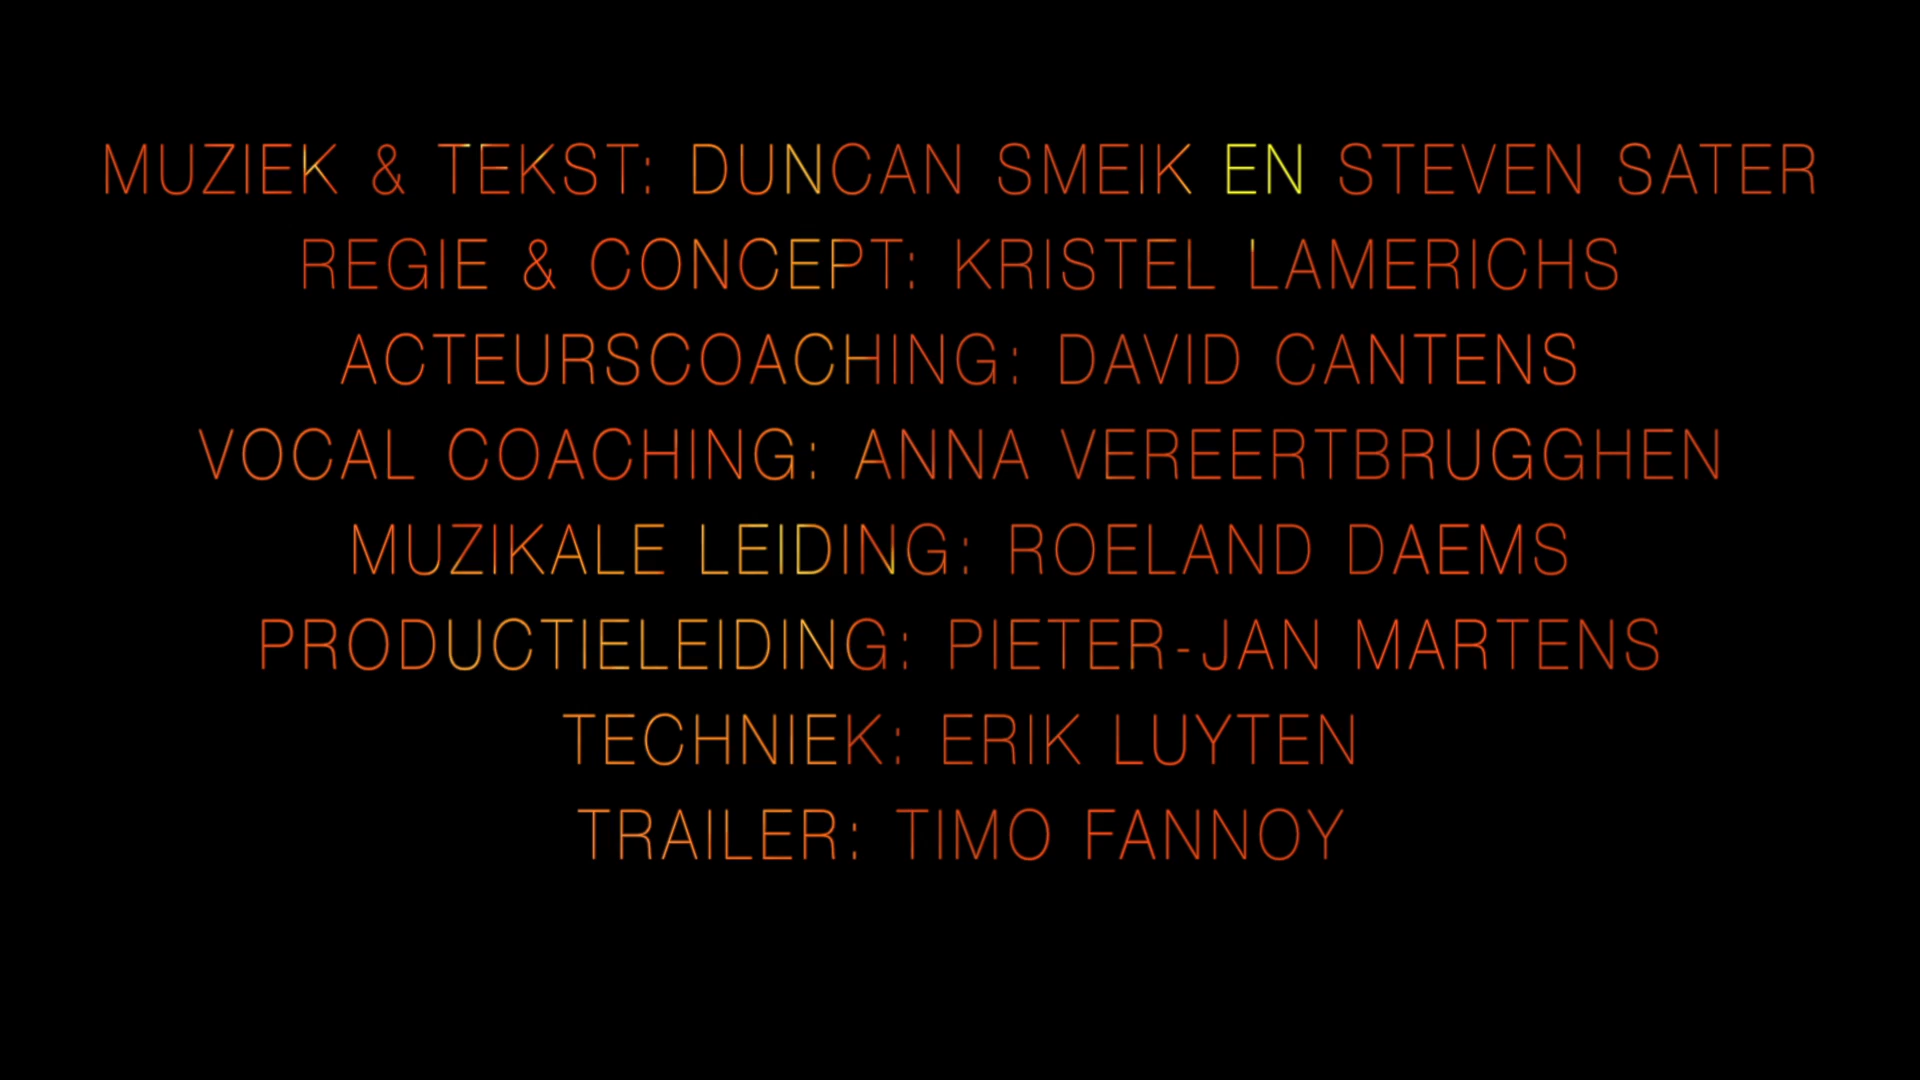 MUZIEK & TEKST: DUNCAN SMEIK EN STEVEN SATER
REGIE & CONCEPT: KRISTEL LAMERICHS
ACTEURSCOACHING: DAVID CANTENS
VOCAL COACHING: ANNA VEREERTBRUGGHEN
MUZIKALE LEIDING: ROELAND DAEMS
PRODUCTIELEIDING: PIETER-JAN MARTENS
TECHNIEK: ERIK LUYTEN
TRAILER: TIMO FANNOY